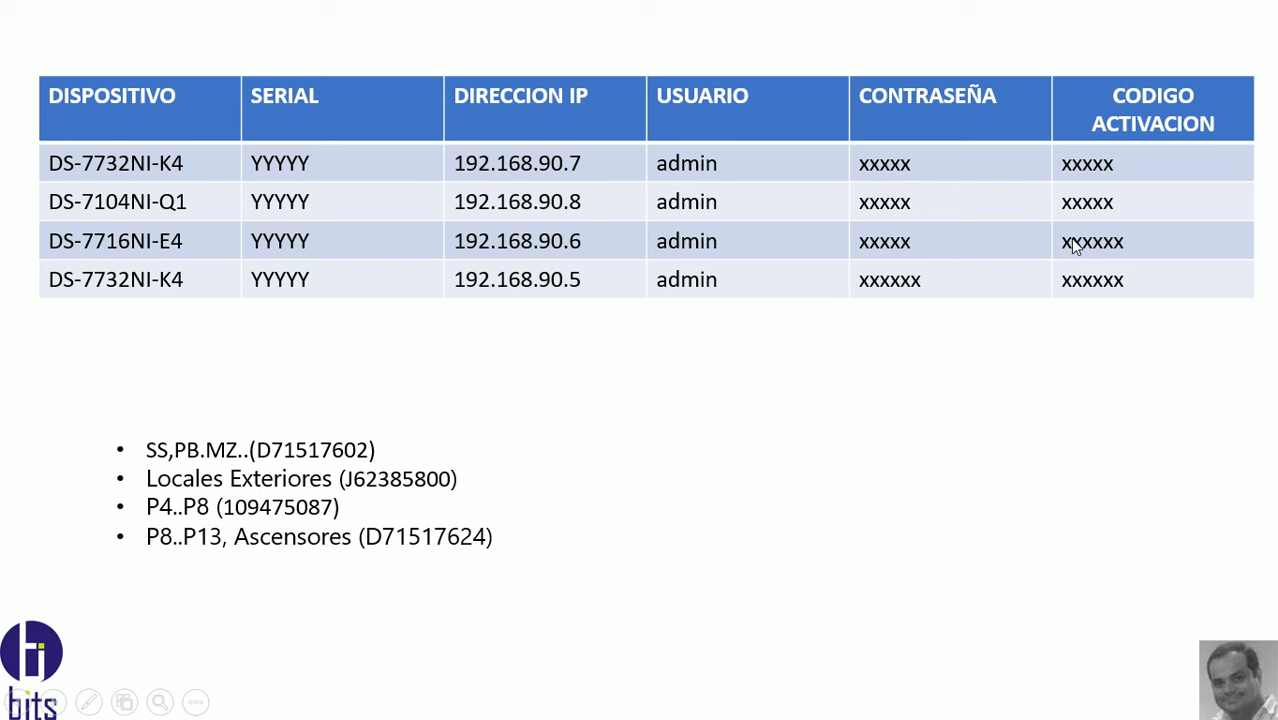 DISPOSITIVO SERIAL DIRECCION IP USUARIO CONTRASEÑA CODIGO
ACTIVACION
DS-7732NI-K4 YYYYY 192.168.90.7 admin xxxxx xxxxx
DS-7104NI-Q1 YYYYY 192.168.90.8 admin xxxxx xxxxx
DS-7716NI-E4 YYYYY 192.168.90.6 admin xxxxx xxxxxx
DS-7732NI-K4 YYYYY 192.168.90.5 admin xxxxxx xxxxxx
• SS,PB.MZ..(D71517602)
• Locales Exteriores (J62385800)
• P4..P8 (109475087)
• P8..P13, Ascensores (D71517624)
hi
bits